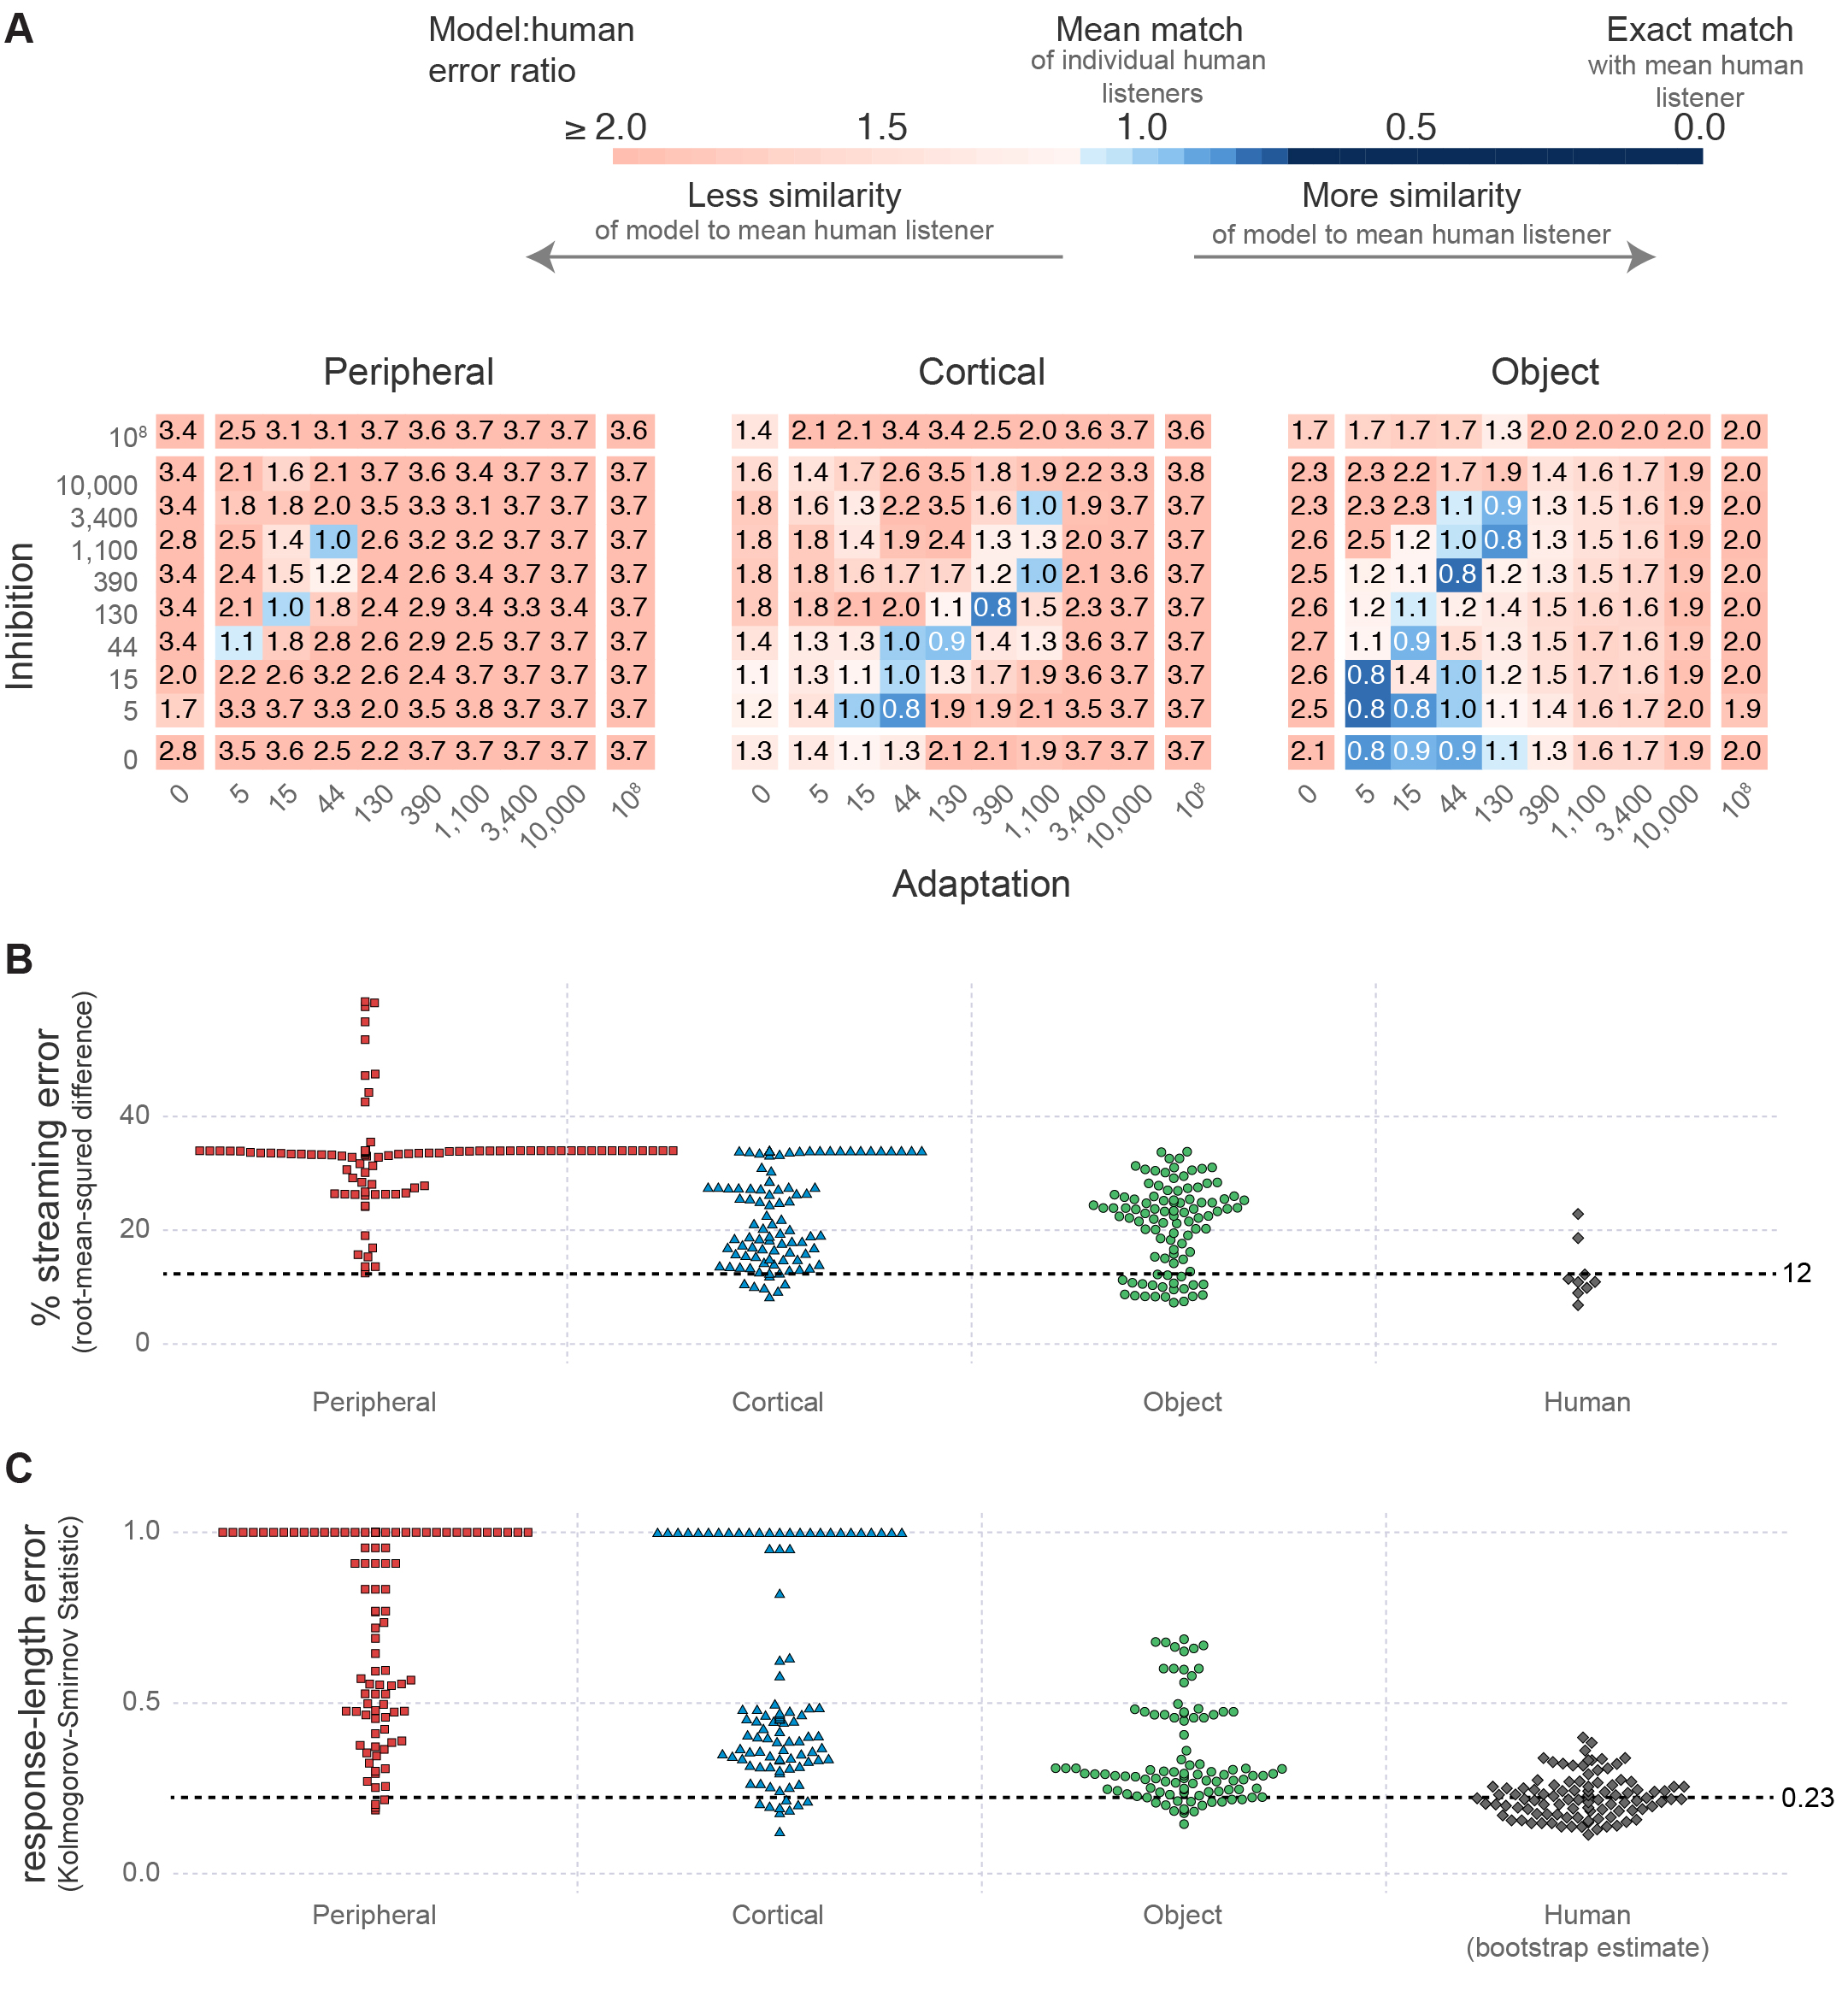 A
Model:human
error ratio
Mean match
of individual human
listeners
Exact match
with mean human
listener
≥ 2.0 1.5 1.0 0.5 0.0
Less similarity
of model to mean human listener
More similarity
of model to mean human listener
Peripheral Cortical Object
Inhibition
10⁸ 3.4 2.5 3.1 3.1 3.7 3.6 3.7 3.7 3.7 3.6 1.4 2.1 2.1 3.4 3.4 2.5 2.0 3.6 3.7 3.6 1.7 1.7 1.7 1.7 1.3 2.0 2.0 2.0 2.0 2.0
10,000 3.4 2.1 1.6 2.1 3.7 3.6 3.4 3.7 3.7 3.7 1.6 1.4 1.7 2.6 3.5 1.8 1.9 2.2 3.3 3.8 2.3 2.3 2.2 1.7 1.9 1.4 1.6 1.7 1.9 2.0
3,400 3.4 1.8 1.8 2.0 3.5 3.3 3.1 3.7 3.7 3.7 1.8 1.6 1.3 2.2 3.5 1.6 1.0 1.9 3.7 3.7 2.3 2.3 2.3 1.1 0.9 1.3 1.5 1.6 1.9 2.0
1,100 2.8 2.5 1.4 1.0 2.6 3.2 3.2 3.7 3.7 3.7 1.8 1.8 1.4 1.9 2.4 1.3 1.3 2.0 3.7 3.7 2.6 2.5 1.2 1.0 0.8 1.3 1.5 1.6 1.9 2.0
390 3.4 2.4 1.5 1.2 2.4 2.6 3.4 3.7 3.7 3.7 1.8 1.8 1.6 1.7 1.7 1.2 1.0 2.1 3.6 3.7 2.5 1.2 1.1 0.8 1.2 1.3 1.5 1.7 1.9 2.0
130 3.4 2.1 1.0 1.8 2.4 2.9 3.4 3.3 3.4 3.7 1.8 1.8 2.1 2.0 1.1 0.8 1.5 2.3 3.7 3.7 2.6 1.2 1.1 1.2 1.4 1.5 1.6 1.6 1.9 2.0
44 3.4 1.1 1.8 2.8 2.6 2.9 2.5 3.7 3.7 3.7 1.4 1.3 1.3 1.0 0.9 1.4 1.3 3.6 3.7 3.7 2.7 1.1 0.9 1.5 1.3 1.5 1.7 1.6 1.9 2.0
15 2.0 2.2 2.6 3.2 2.6 2.4 3.7 3.7 3.7 3.7 1.1 1.3 1.1 1.0 1.3 1.7 1.9 3.6 3.7 3.7 2.6 0.8 1.4 1.0 1.2 1.5 1.7 1.6 1.9 2.0
5 1.7 3.3 3.7 3.3 2.0 3.5 3.8 3.7 3.7 3.7 1.2 1.4 1.0 0.8 1.9 1.9 2.1 3.5 3.7 3.7 2.5 0.8 0.8 1.0 1.1 1.4 1.6 1.7 2.0 1.9
0 2.8 3.5 3.6 2.5 2.2 3.7 3.7 3.7 3.7 3.7 1.3 1.4 1.1 1.3 2.1 2.1 1.9 3.7 3.7 3.7 2.1 0.8 0.9 0.9 1.1 1.3 1.6 1.7 1.9 2.0
0 5 15 44 130 390 1,100 3,400 10,000 10⁸ 0 5 15 44 130 390 1,100 3,400 10,000 10⁸ 0 5 15 44 130 390 1,100 3,400 10,000 10⁸
Adaptation
B
% streaming error
(root-mean-squred difference)
40
20
0
12
Peripheral Cortical Object Human
C
response-length error
(Kolmogorov-Smirnov Statistic)
1.0
0.5
0.0
0.23
Peripheral Cortical Object Human
(bootstrap estimate)